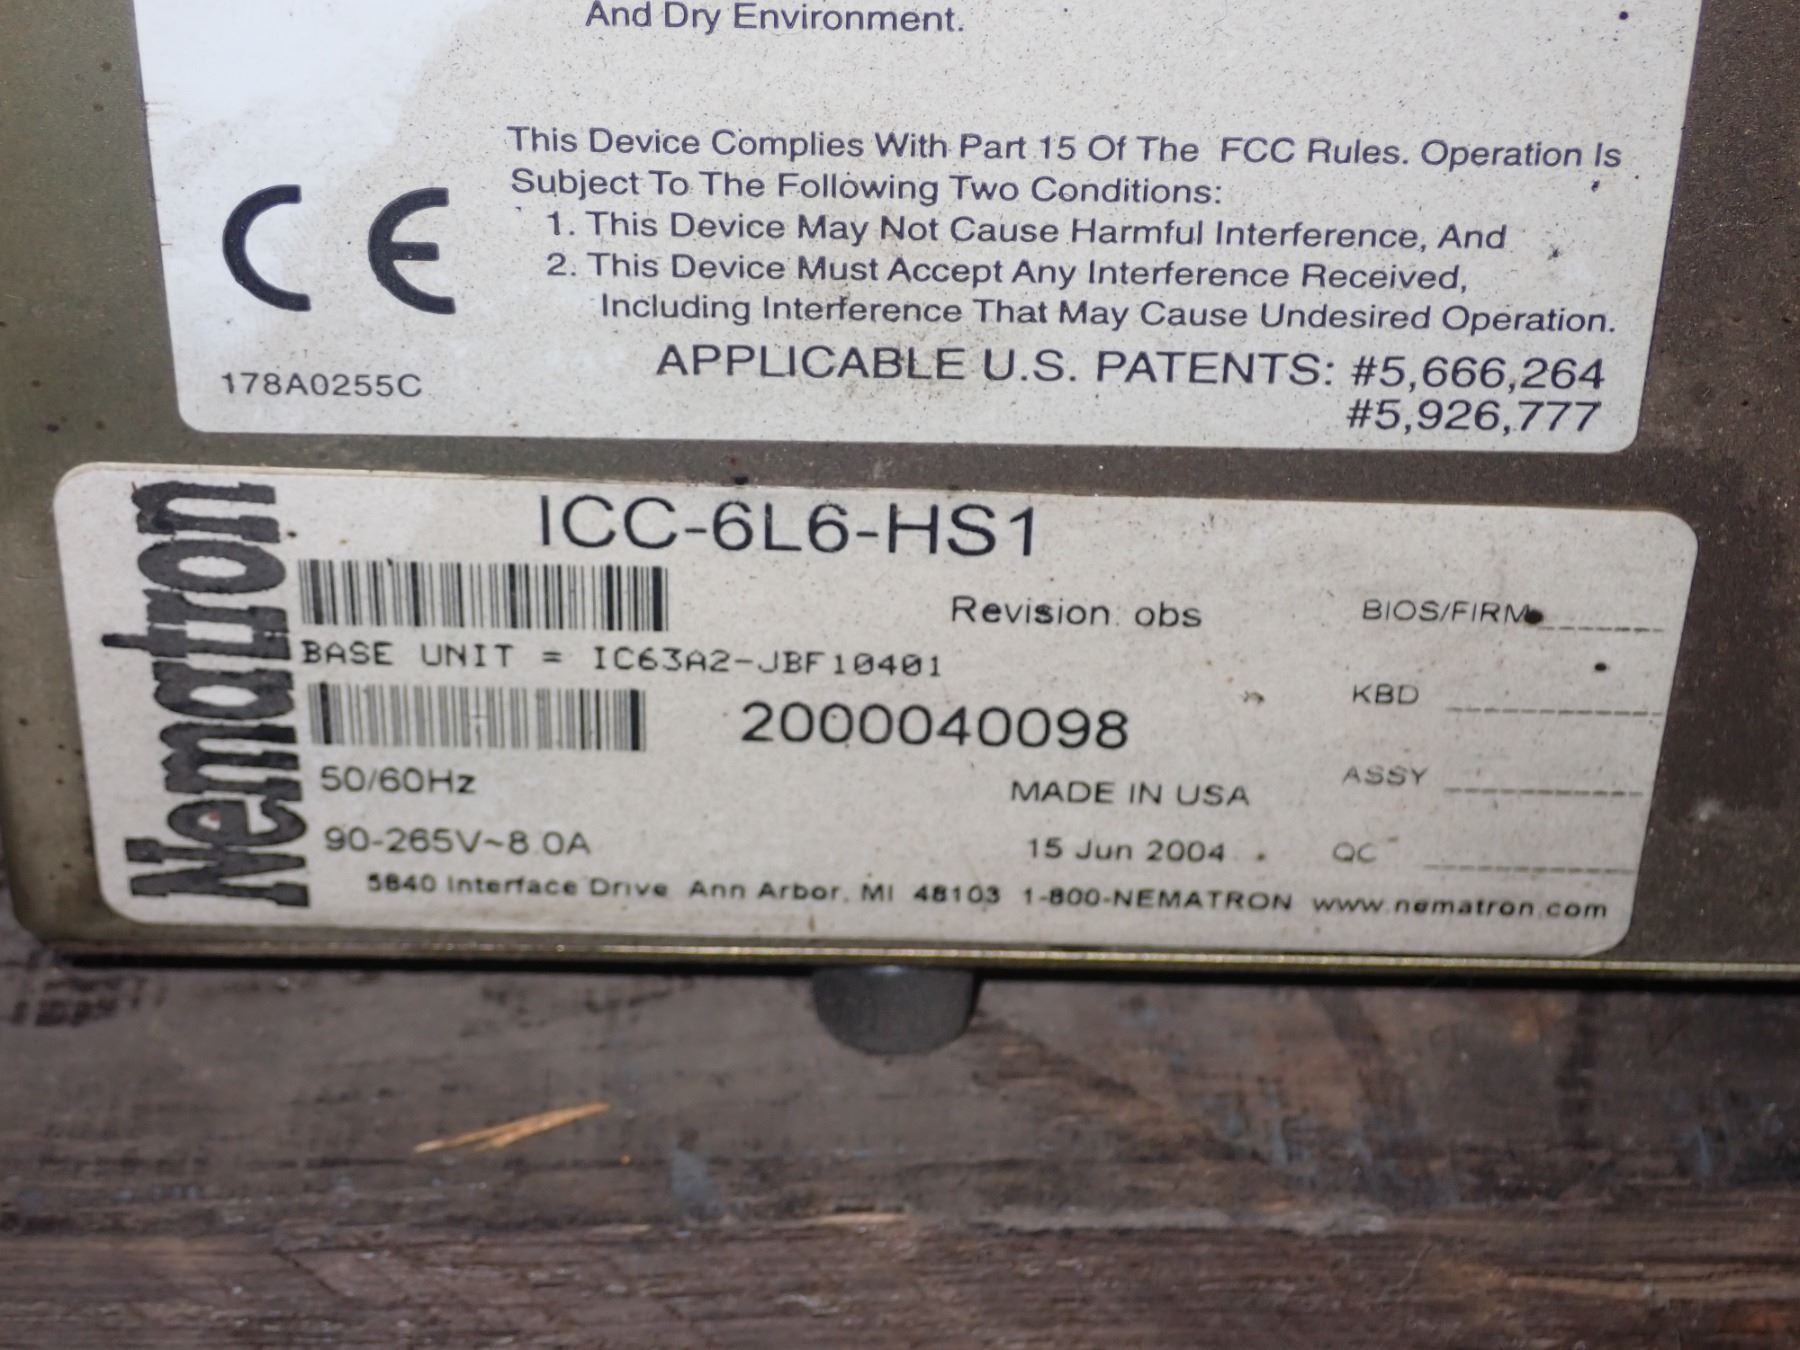 And Dry Environment.
This Device Complies With Part 15 Of The FCC Rules. Operation Is
Subject To The Following Two Conditions:
1. This Device May Not Cause Harmful Interference, And
2. This Device Must Accept Any Interference Received,
Including Interference That May Cause Undesired Operation.
CE
178A0255C
APPLICABLE U.S. PATENTS: #5,666,264
#5,926,777
Nematron
ICC-6L6-HS1
Revision obs
BIOS/FIRM
BASE UNIT = IC63A2-JBF10401
KBD
2000040098
50/60Hz
MADE IN USA
ASSY
90-265V~8.0A
15 Jun 2004
QC
5840 Interface Drive Ann Arbor, MI 48103 1-800-NEMATRON www.nematron.com